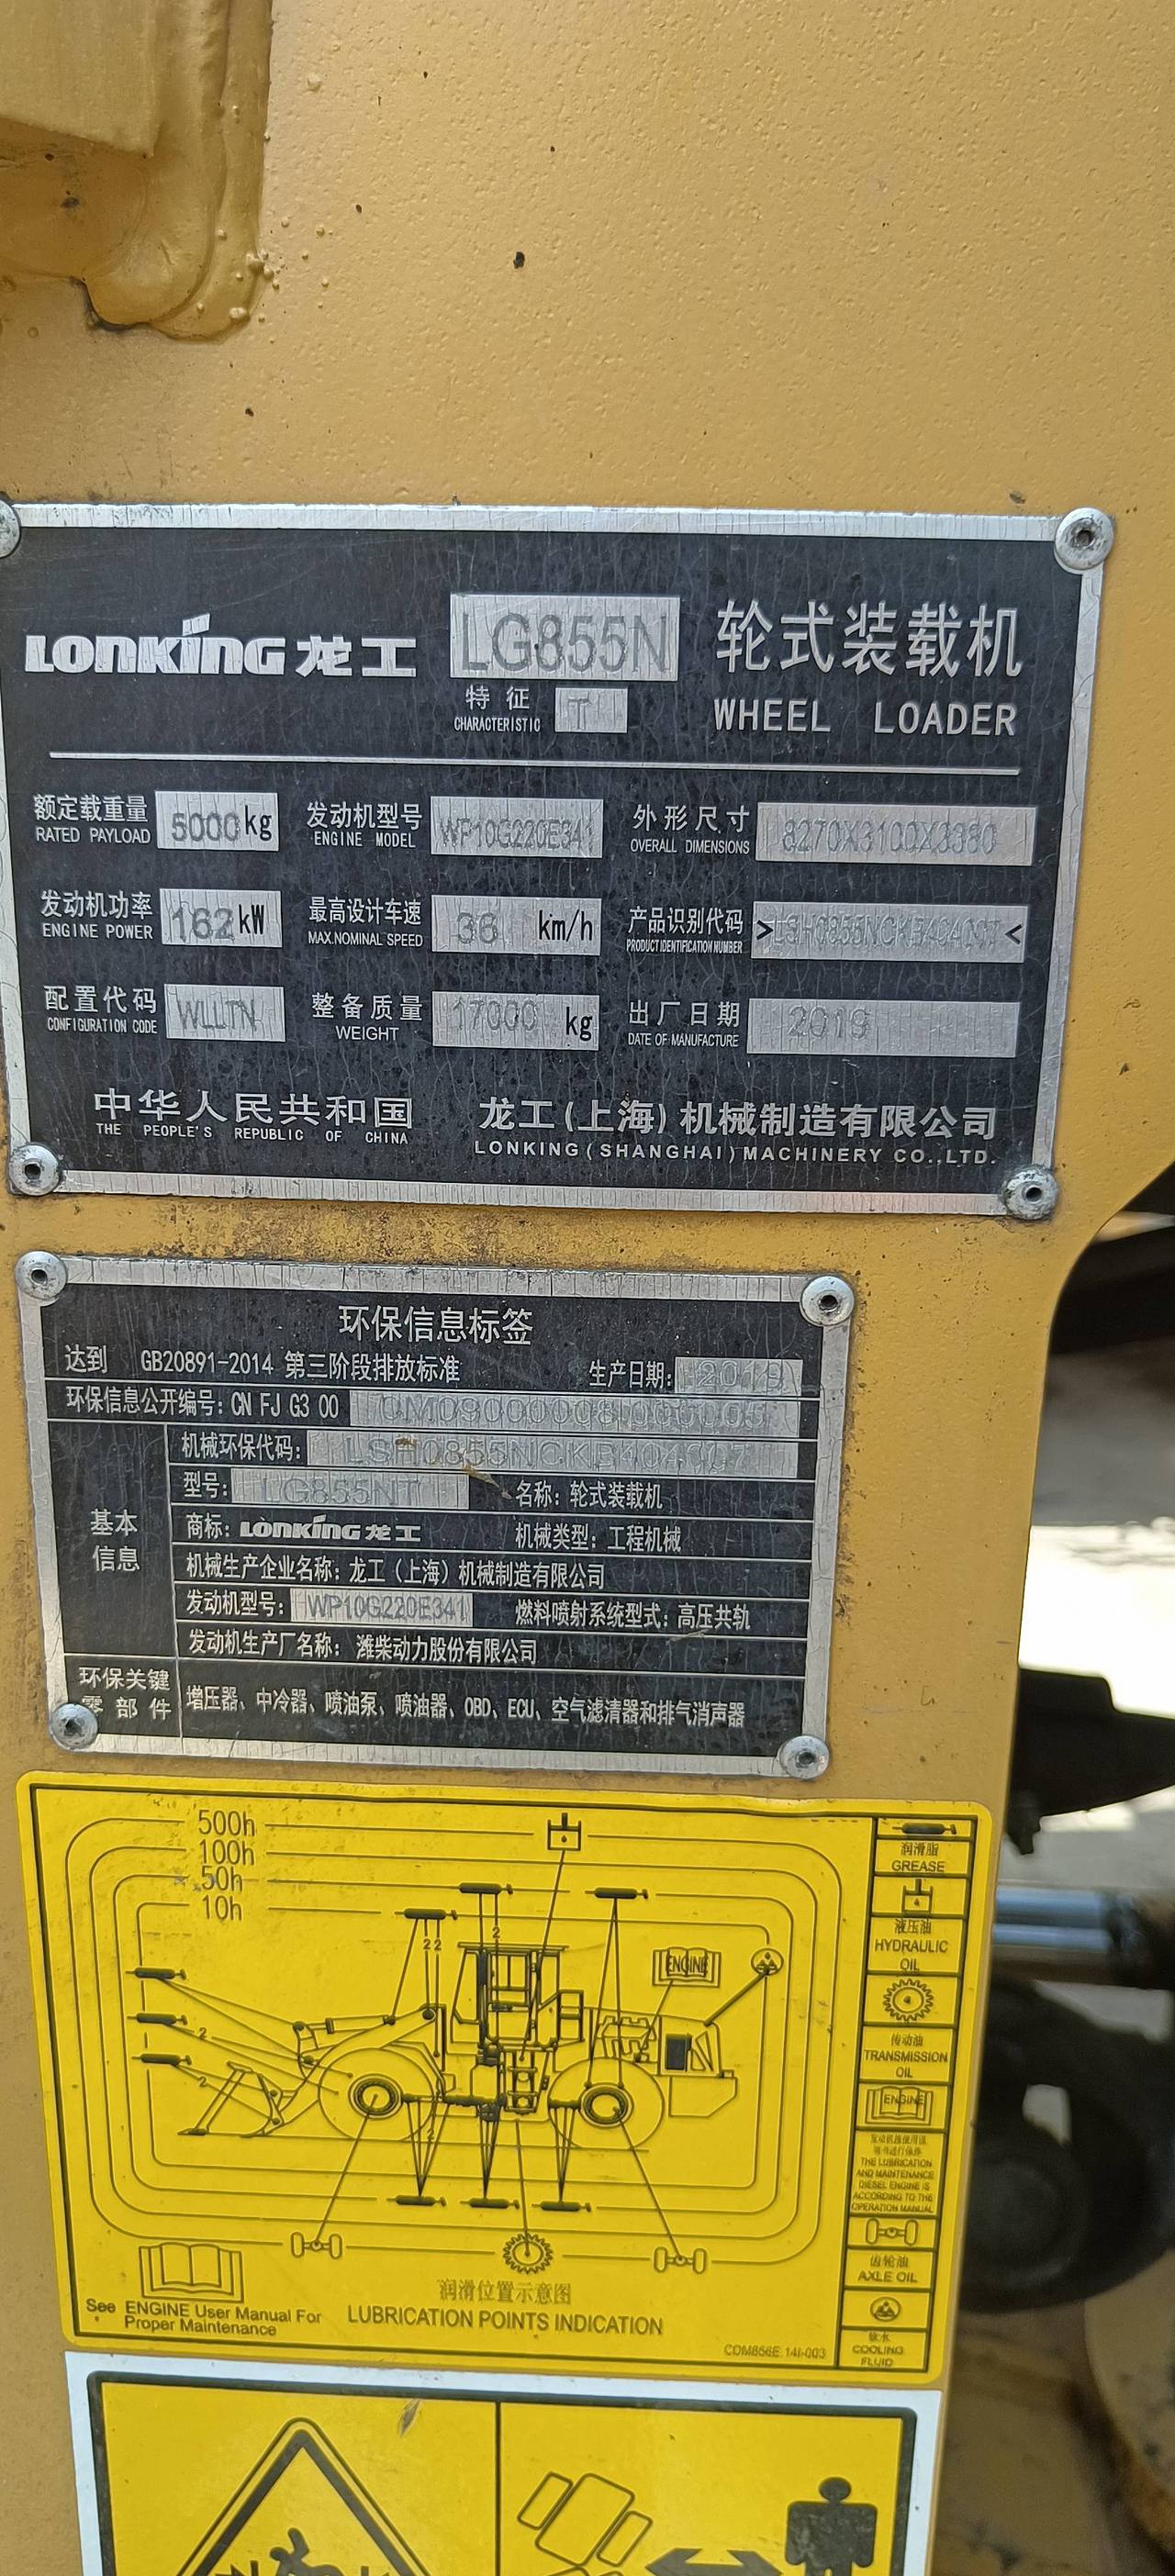 LONKING 龙工 LG855N 轮式装载机
特征 T
CHARACTERISTIC
WHEEL LOADER
额定载重量 5000kg 发动机型号 WP10G220E341 外形尺寸 8270X3100X3380
RATED PAYLOAD ENGINE MODEL OVERALL DIMENSIONS
发动机功率 162kW 最高设计车速 36 km/h 产品识别代码
ENGINE POWER MAX.NOMINAL SPEED PRODUCT IDENTIFICATION NUMBER
配置代码 WLLTN 整备质量 17000 kg 出厂日期 2019
CONFIGURATION CODE WEIGHT DATE OF MANUFACTURE
中华人民共和国 龙工(上海)机械制造有限公司
THE PEOPLE'S REPUBLIC OF CHINA LONKING(SHANGHAI)MACHINERY CO.,LTD.
环保信息标签
达到 GB20891-2014 第三阶段排放标准 生产日期: 2019
环保信息公开编号: CN FJ G3 00
基本信息
机械环保代码:
型号: LG855NT 名称: 轮式装载机
商标: LONKING 龙工 机械类型: 工程机械
机械生产企业名称: 龙工(上海)机械制造有限公司
发动机型号: WP10G220E341 燃料喷射系统型式: 高压共轨
发动机生产厂名称: 潍柴动力股份有限公司
环保关键零部件 增压器、中冷器、喷油泵、喷油器、OBD、ECU、空气滤清器和排气消声器
500h
100h
50h
10h
2 2
2
2
2
2
ENGINE
润滑脂
GREASE
液压油
HYDRAULIC
OIL
传动油
TRANSMISSION
OIL
ENGINE
THE LUBRICATION
AND MAINTENANCE
DIESEL ENGINE IS
ACCORDING TO THE
OPERATION MANUAL
齿轮油
AXLE OIL
COOLING
FLUID
See ENGINE User Manual For
Proper Maintenance
润滑位置示意图
LUBRICATION POINTS INDICATION
CDM856E.14I-003